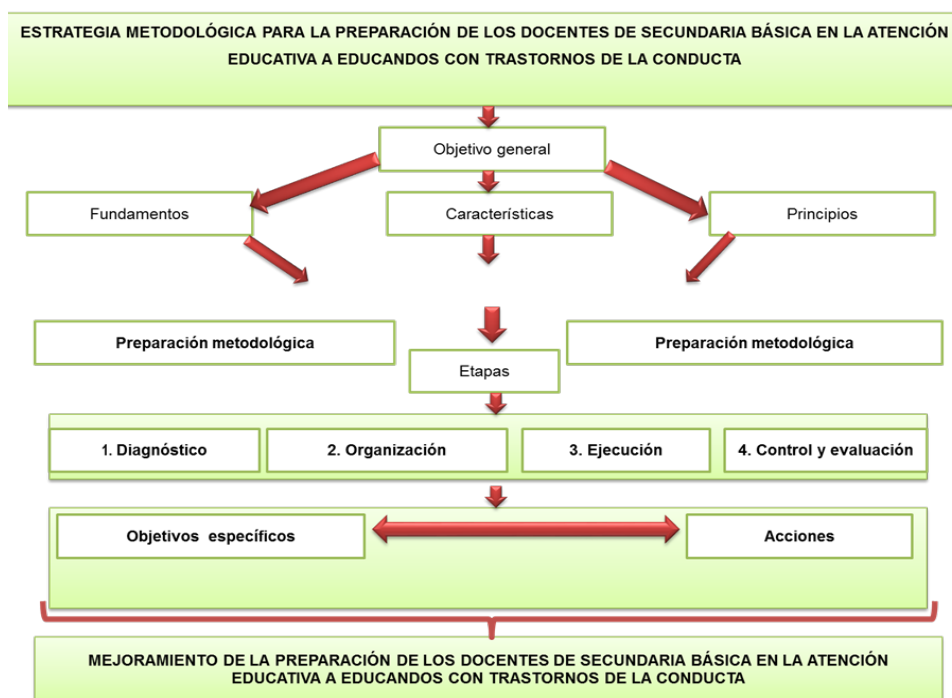 ESTRATEGIA METODOLÓGICA PARA LA PREPARACIÓN DE LOS DOCENTES DE SECUNDARIA BÁSICA EN LA ATENCIÓN
EDUCATIVA A EDUCANDOS CON TRASTORNOS DE LA CONDUCTA
Objetivo general
Fundamentos
Característícas
Principios
Preparación metodológica
Preparación metodológica
Etapas
1. Diagnóstico
2. Organización
3. Ejecución
4. Control y evaluación
Objetivos específicos
Acciones
MEJORAMIENTO DE LA PREPARACIÓN DE LOS DOCENTES DE SECUNDARIA BÁSICA EN LA ATENCIÓN
EDUCATIVA A EDUCANDOS CON TRASTORNOS DE LA CONDUCTA